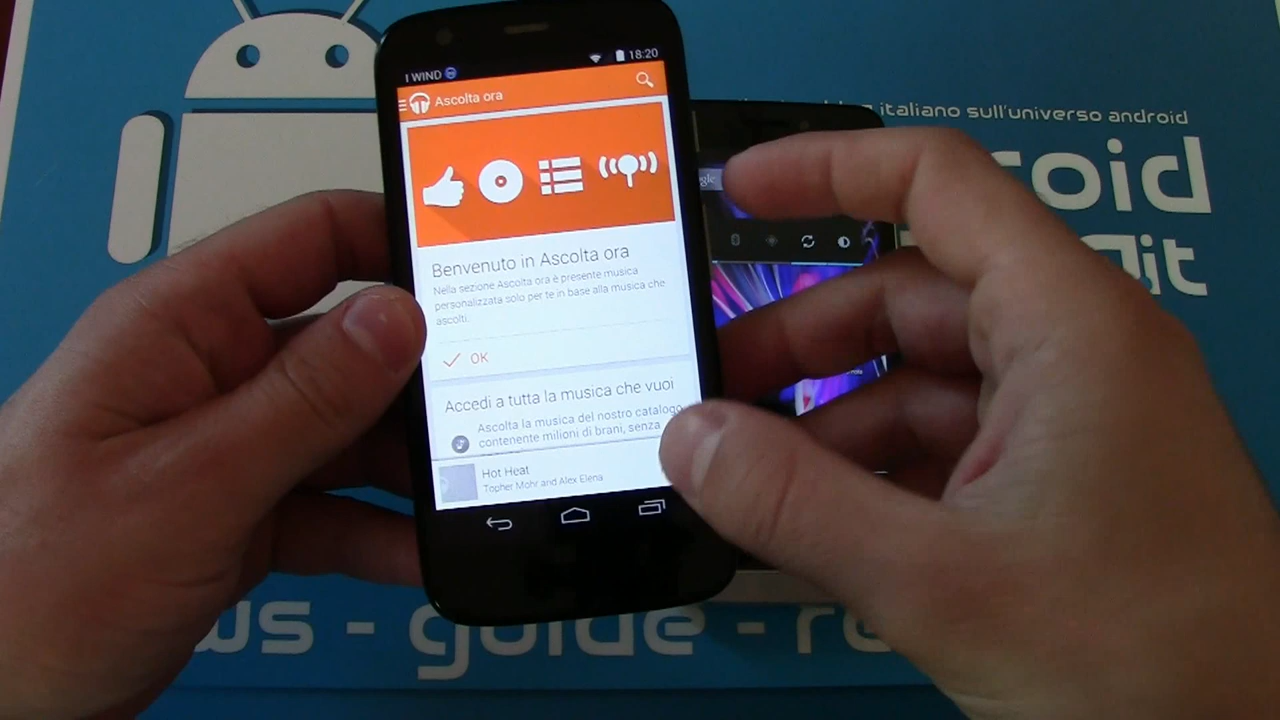 I WIND 18:20
Ascolta ora
Benvenuto in Ascolta ora
Nella sezione Ascolta ora è presente musica
personalizzata solo per te in base alla musica che
ascolti.
OK
Accedi a tutta la musica che vuoi
Ascolta la musica del nostro catalogo
contenente milioni di brani, senza
Hot Heat
Topher Mohr and Alex Elena
gle
italiano sull'universo android
roid
it
ws - guide - re